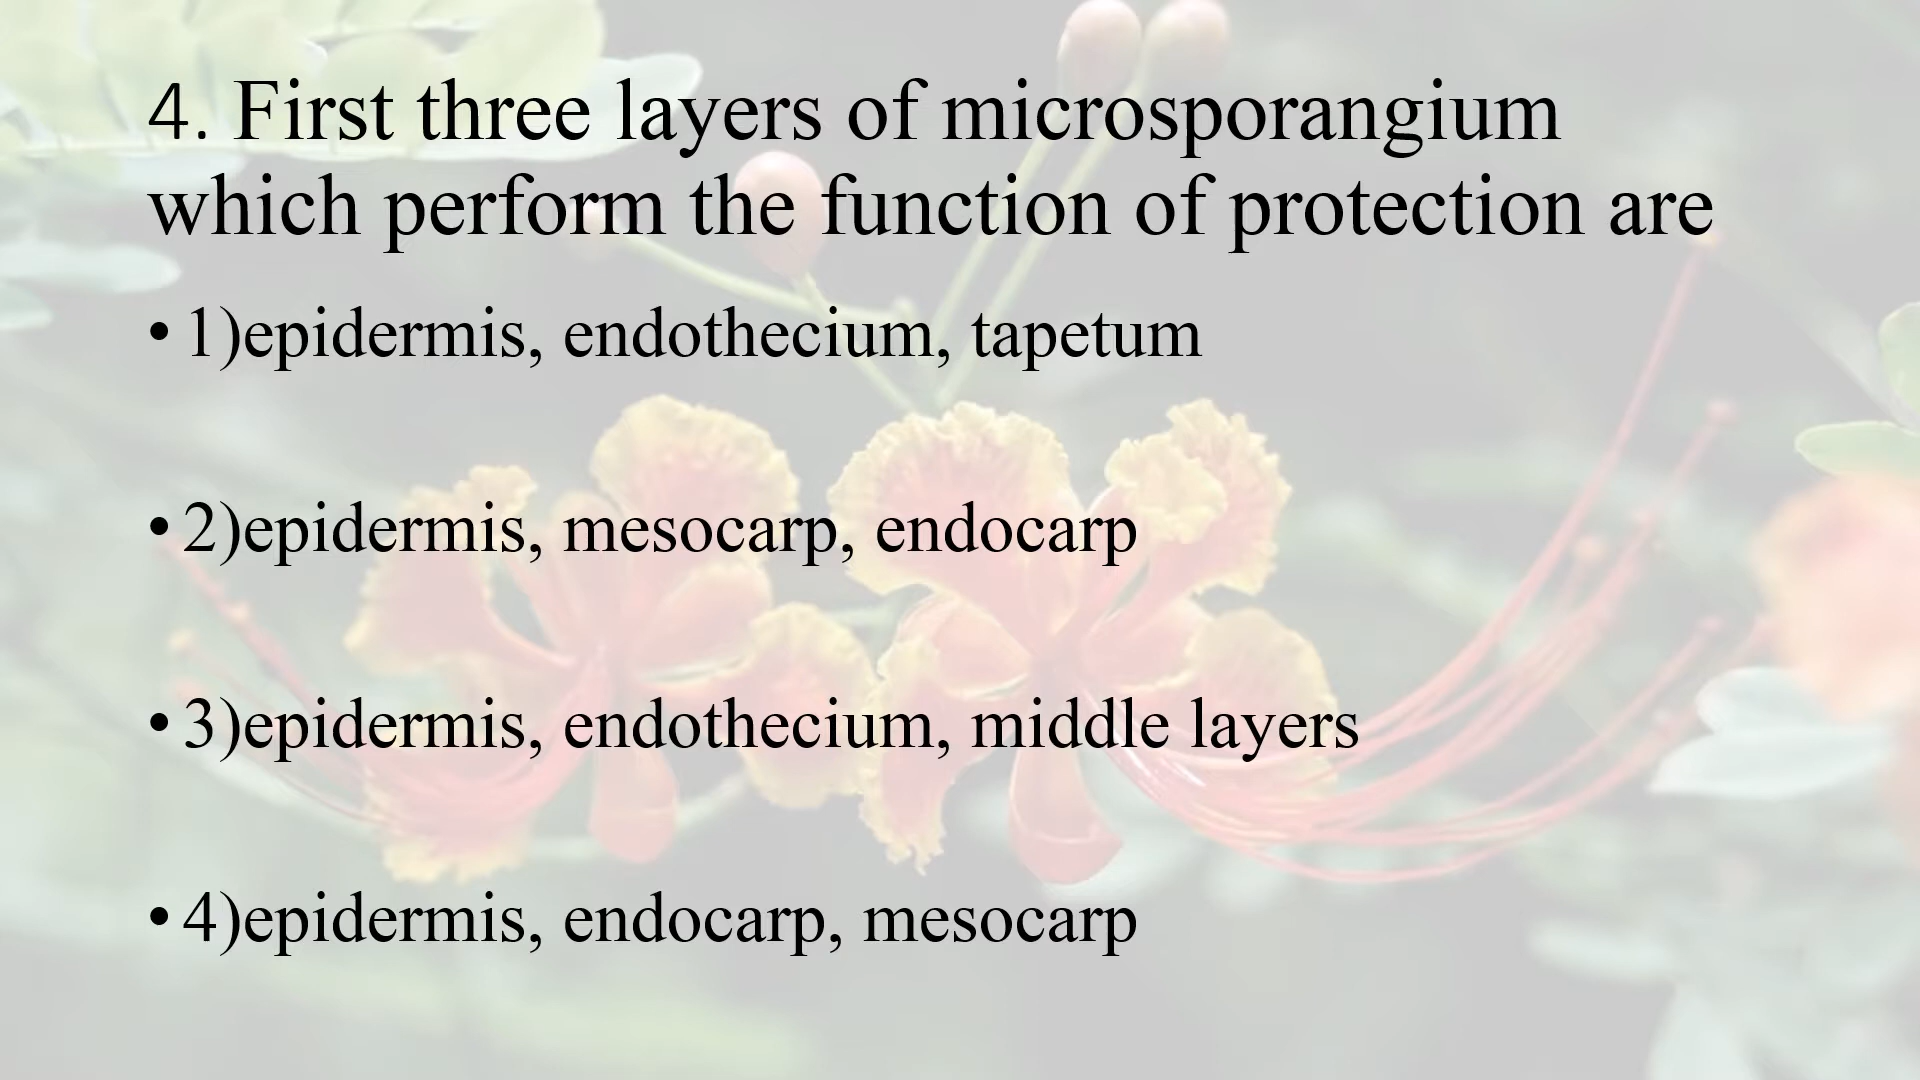 4. First three layers of microsporangium
which perform the function of protection are
• 1)epidermis, endothecium, tapetum
• 2)epidermis, mesocarp, endocarp
• 3)epidermis, endothecium, middle layers
• 4)epidermis, endocarp, mesocarp